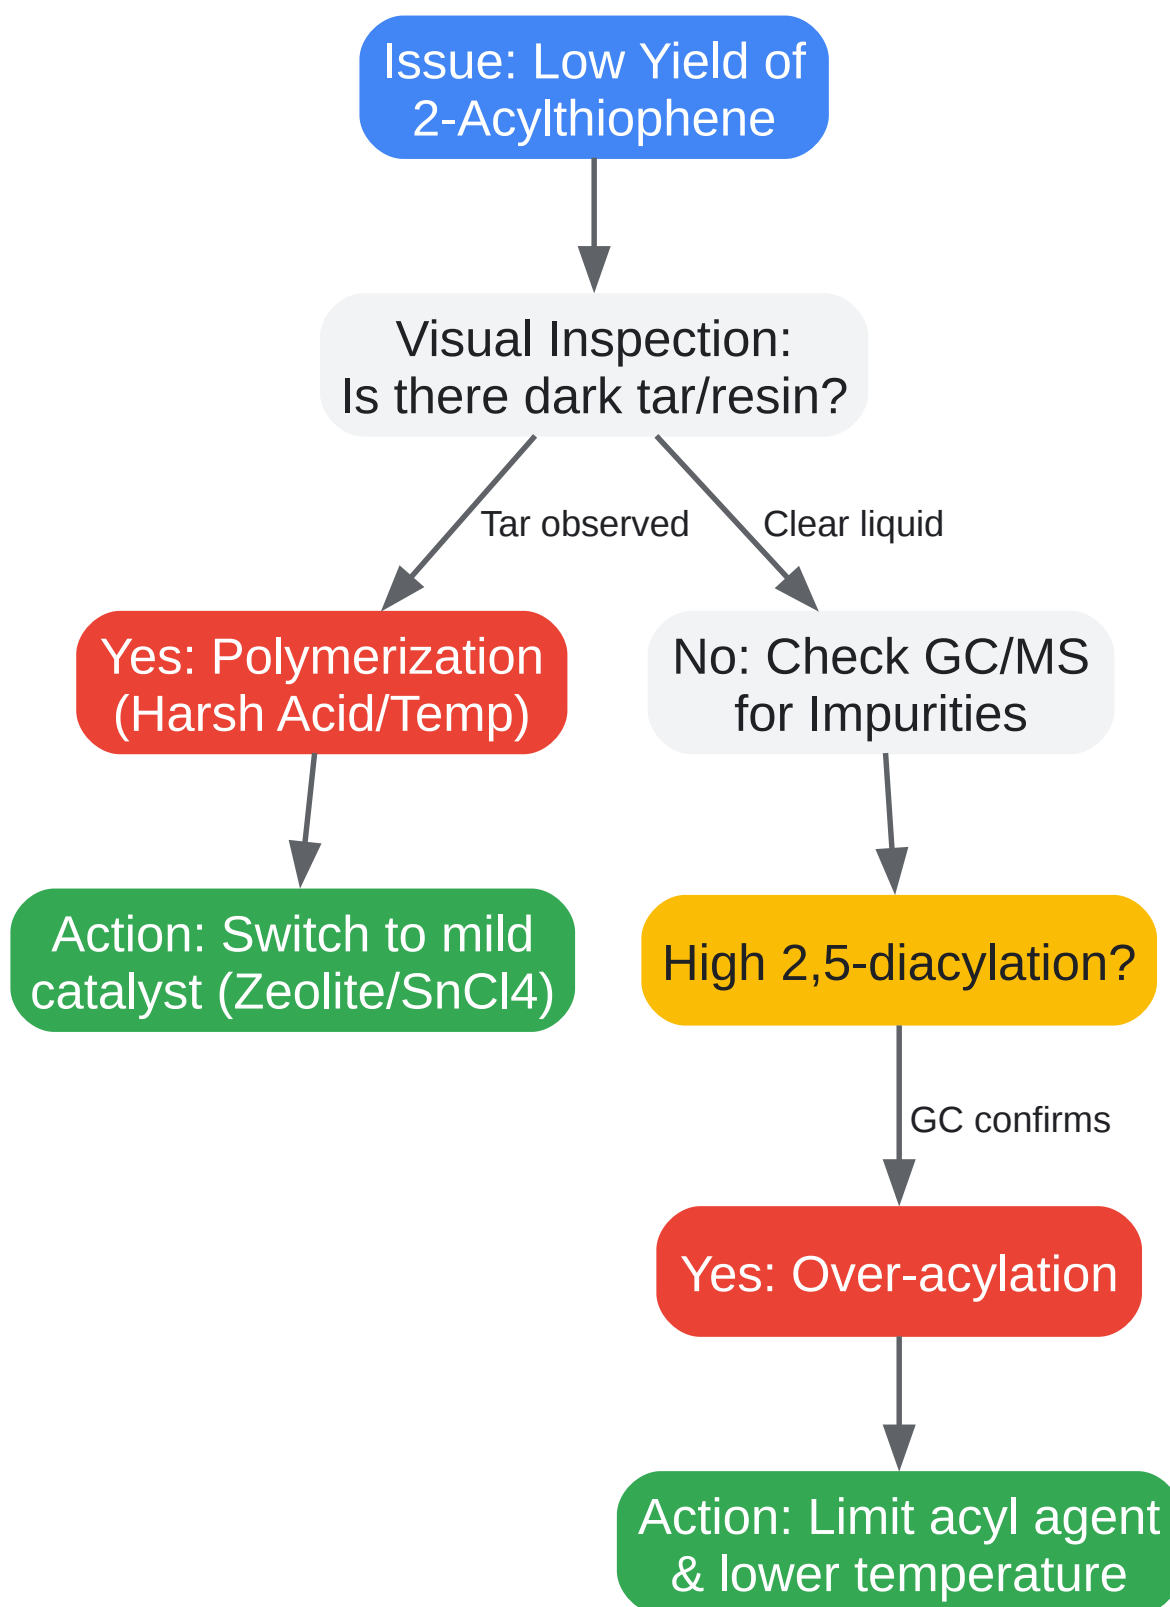 Issue: Low Yield of
2-Acylthiophene
Visual Inspection:
Is there dark tar/resin?
Tar observed
Clear liquid
Yes: Polymerization
(Harsh Acid/Temp)
No: Check GC/MS
for Impurities
Action: Switch to mild
catalyst (Zeolite/SnCl4)
High 2,5-diacylation?
GC confirms
Yes: Over-acylation
Action: Limit acyl agent
& lower temperature